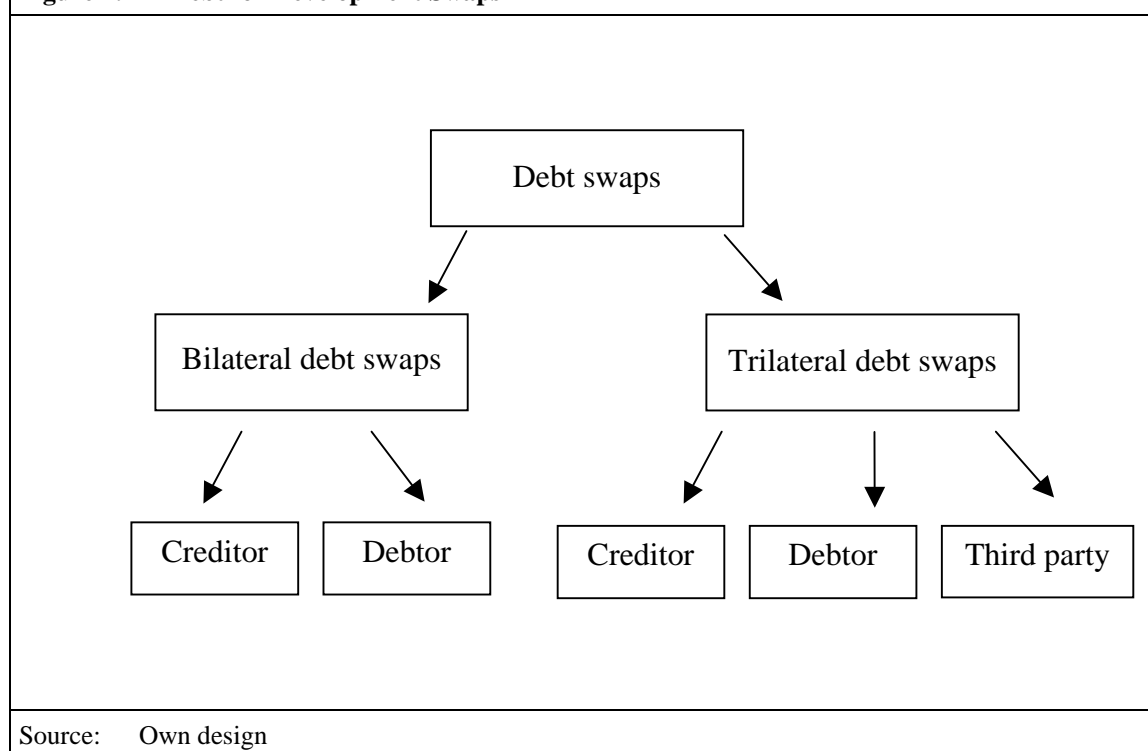 Debt swaps
Bilateral debt swaps
Trilateral debt swaps
Creditor
Debtor
Creditor
Debtor
Third party
Source: Own design